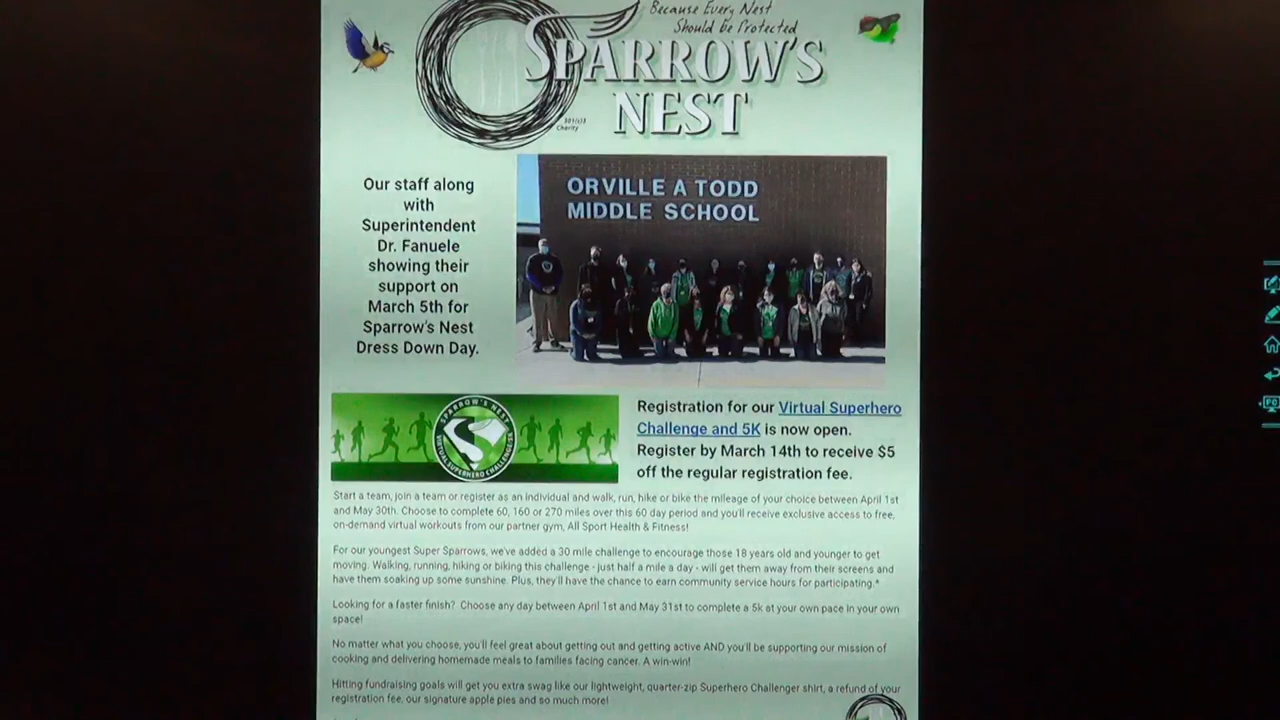 Because Every Nest
Should be Protected
SPARROW'S
NEST
501(c)3
Charity
Our staff along
with
Superintendent
Dr. Fanuele
showing their
support on
March 5th for
Sparrow's Nest
Dress Down Day.
ORVILLE A TODD
MIDDLE SCHOOL
SPARROW'S NEST
VIRTUAL SUPERHERO CHALLENGE/5K
Registration for our Virtual Superhero
Challenge and 5K is now open.
Register by March 14th to receive $5
off the regular registration fee.
Start a team, join a team or register as an individual and walk, run, hike or bike the mileage of your choice between April 1st
and May 30th. Choose to complete 60, 160 or 270 miles over this 60 day period and you'll receive exclusive access to free,
on-demand virtual workouts from our partner gym, All Sport Health & Fitness!
For our youngest Super Sparrows, we've added a 30 mile challenge to encourage those 18 years old and younger to get
moving. Walking, running, hiking or biking this challenge - just half a mile a day - will get them away from their screens and
have them soaking up some sunshine. Plus, they'll have the chance to earn community service hours for participating.*
Looking for a faster finish? Choose any day between April 1st and May 31st to complete a 5k at your own pace in your own
space!
No matter what you choose, you'll feel great about getting out and getting active AND you'll be supporting our mission of
cooking and delivering homemade meals to families facing cancer. A win-win!
Hitting fundraising goals will get you extra swag like our lightweight, quarter-zip Superhero Challenger shirt, a refund of your
registration fee, our signature apple pies and so much more!
PC